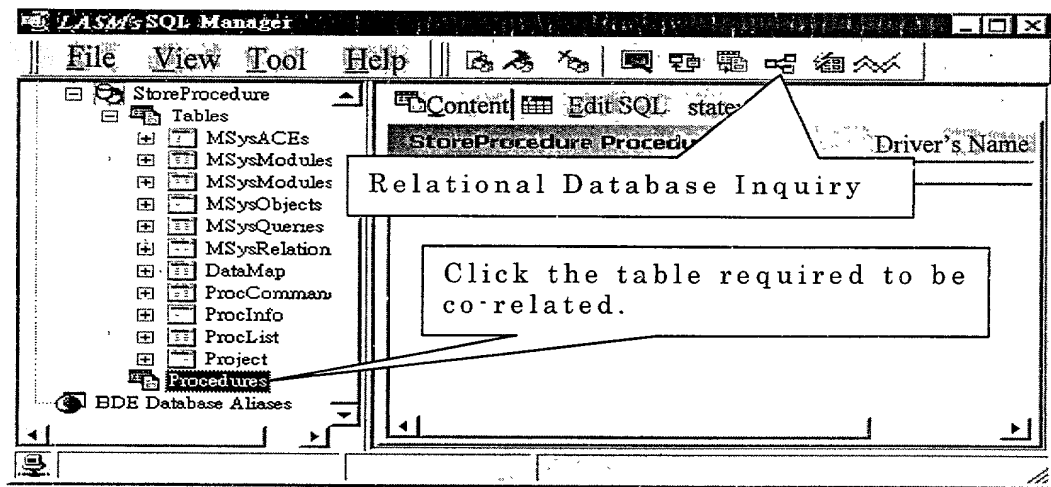 LASM's SQL Manager
File View Tool Help
StoreProcedure
Tables
MSysACEs
MSysModules
MSysModules
MSysObjects
MSysQueries
MSysRelation
DataMap
ProcComman
ProcInfo
ProcList
Project
Procedures
BDE Database Aliases
Content Edit SQL state
StoreProcedure Procedu Driver's Name
Relational Database Inquiry
Click the table required to be
co-related.